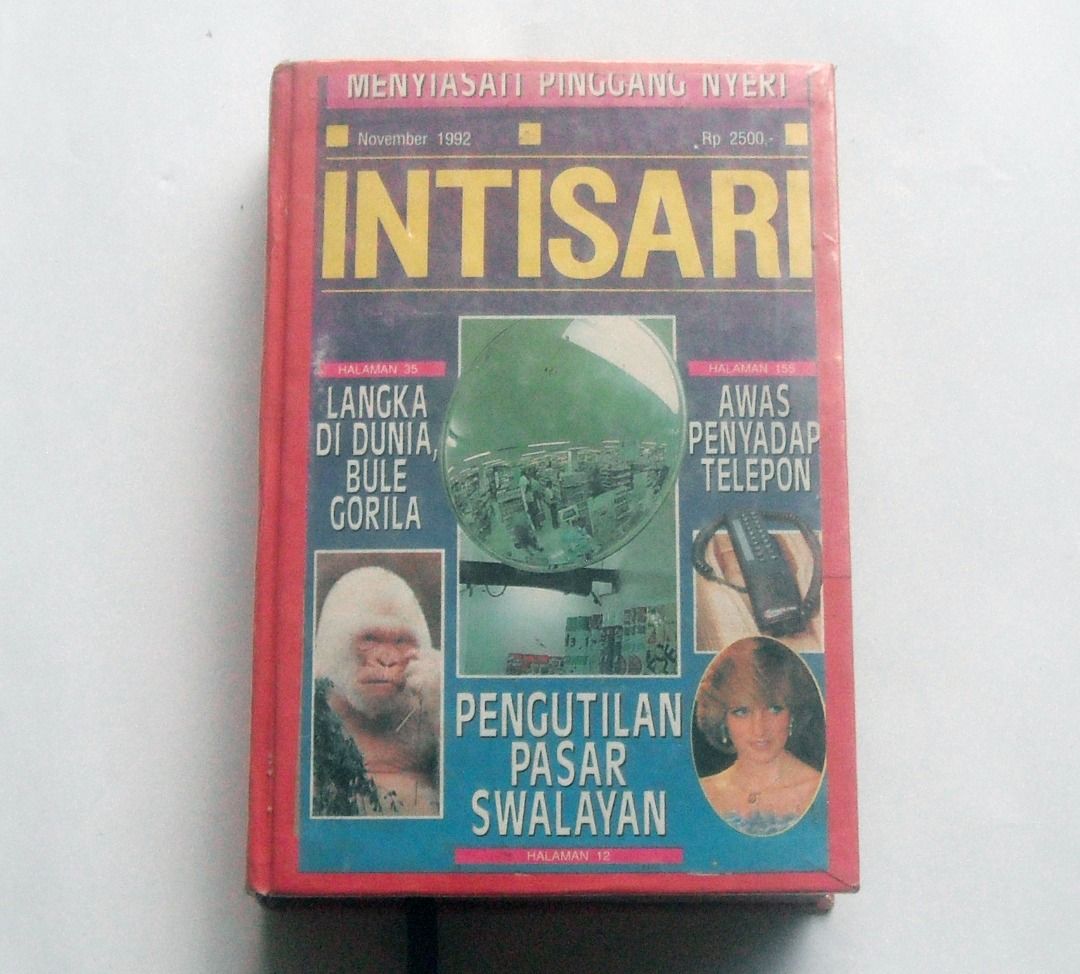 MENYIASATI PINGGANG NYERI
November 1992
Rp 2500,-
INTISARI
HALAMAN 35
LANGKA
DI DUNIA,
BULE
GORILA
HALAMAN 155
AWAS
PENYADAP
TELEPON
PENGUTILAN
PASAR
SWALAYAN
HALAMAN 12